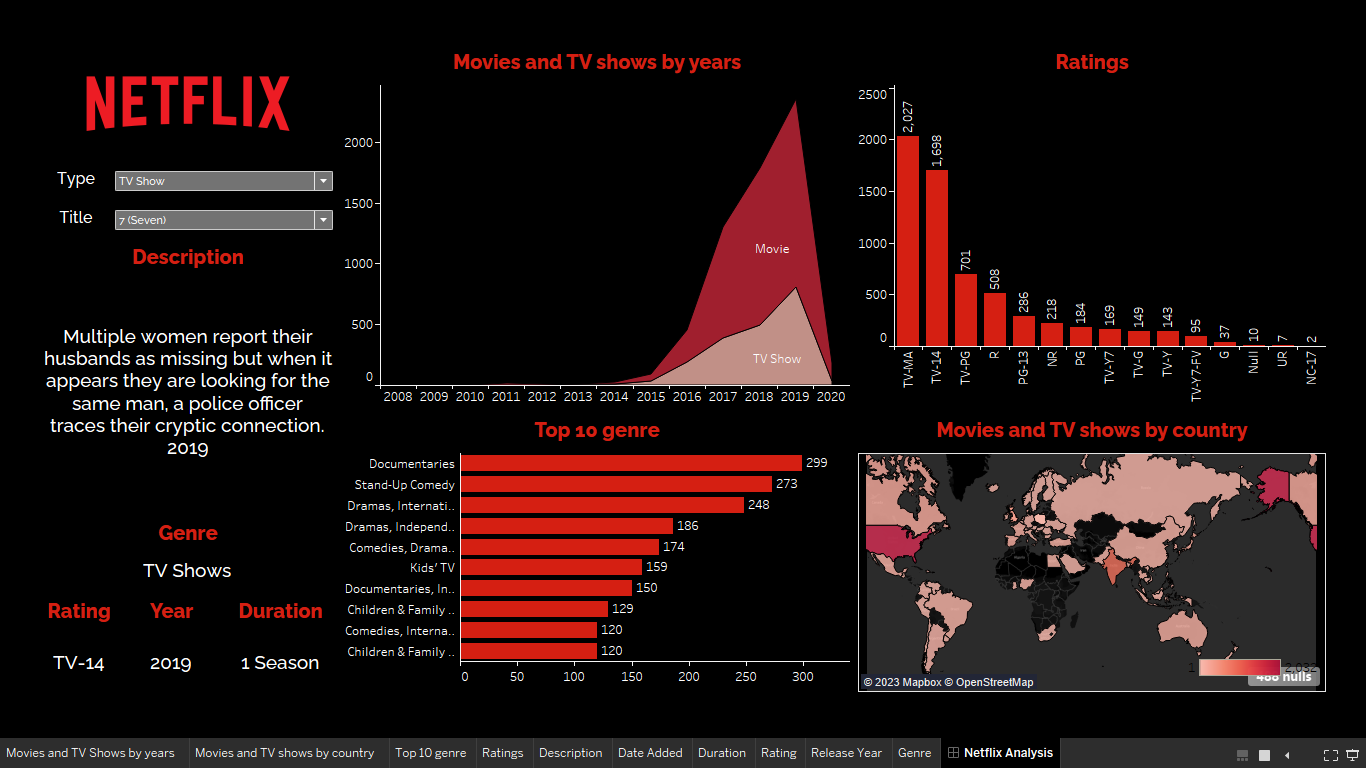 NETFLIX
Type
TV Show
Title
7 (Seven)
Description
Multiple women report their
husbands as missing but when it
appears they are looking for the
same man, a police officer
traces their cryptic connection.
2019
Genre
TV Shows
Rating Year Duration
TV-14 2019 1 Season
Movies and TV shows by years
2000
1500
1000
500
0
Movie
TV Show
2008 2009 2010 2011 2012 2013 2014 2015 2016 2017 2018 2019 2020
Ratings
2500
2000
1500
1000
500
0
2,027 1,698 701 508 286 218 184 169 149 143 95 37 10 7 2
TV-MA TV-14 TV-PG R PG-13 NR PG TV-Y7 TV-G TV-Y TV-Y7-FV G Null UR NC-17
Top 10 genre
Documentaries 299
Stand-Up Comedy 273
Dramas, Internati.. 248
Dramas, Independ.. 186
Comedies, Drama.. 174
Kids' TV 159
Documentaries, In.. 150
Children & Family .. 129
Comedies, Interna.. 120
Children & Family .. 120
0 50 100 150 200 250 300
Movies and TV shows by country
1 2,032
nulls
© 2023 Mapbox © OpenStreetMap
Movies and TV Shows by years Movies and TV shows by country Top 10 genre Ratings Description Date Added Duration Rating Release Year Genre Netflix Analysis